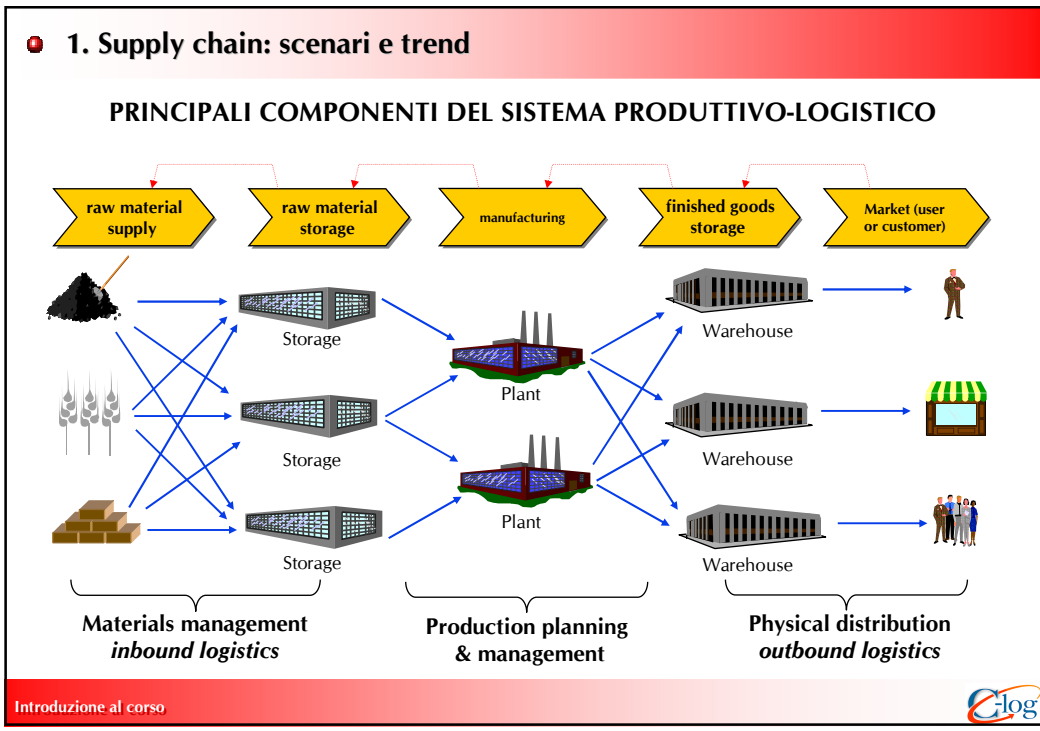 1. Supply chain: scenari e trend
PRINCIPALI COMPONENTI DEL SISTEMA PRODUTTIVO-LOGISTICO
raw material
supply
raw material
storage
manufacturing
finished goods
storage
Market (user
or customer)
Storage
Warehouse
Plant
Storage
Warehouse
Plant
Storage
Warehouse
Materials management
inbound logistics
Production planning
& management
Physical distribution
outbound logistics
Introduzione al corso
C-log